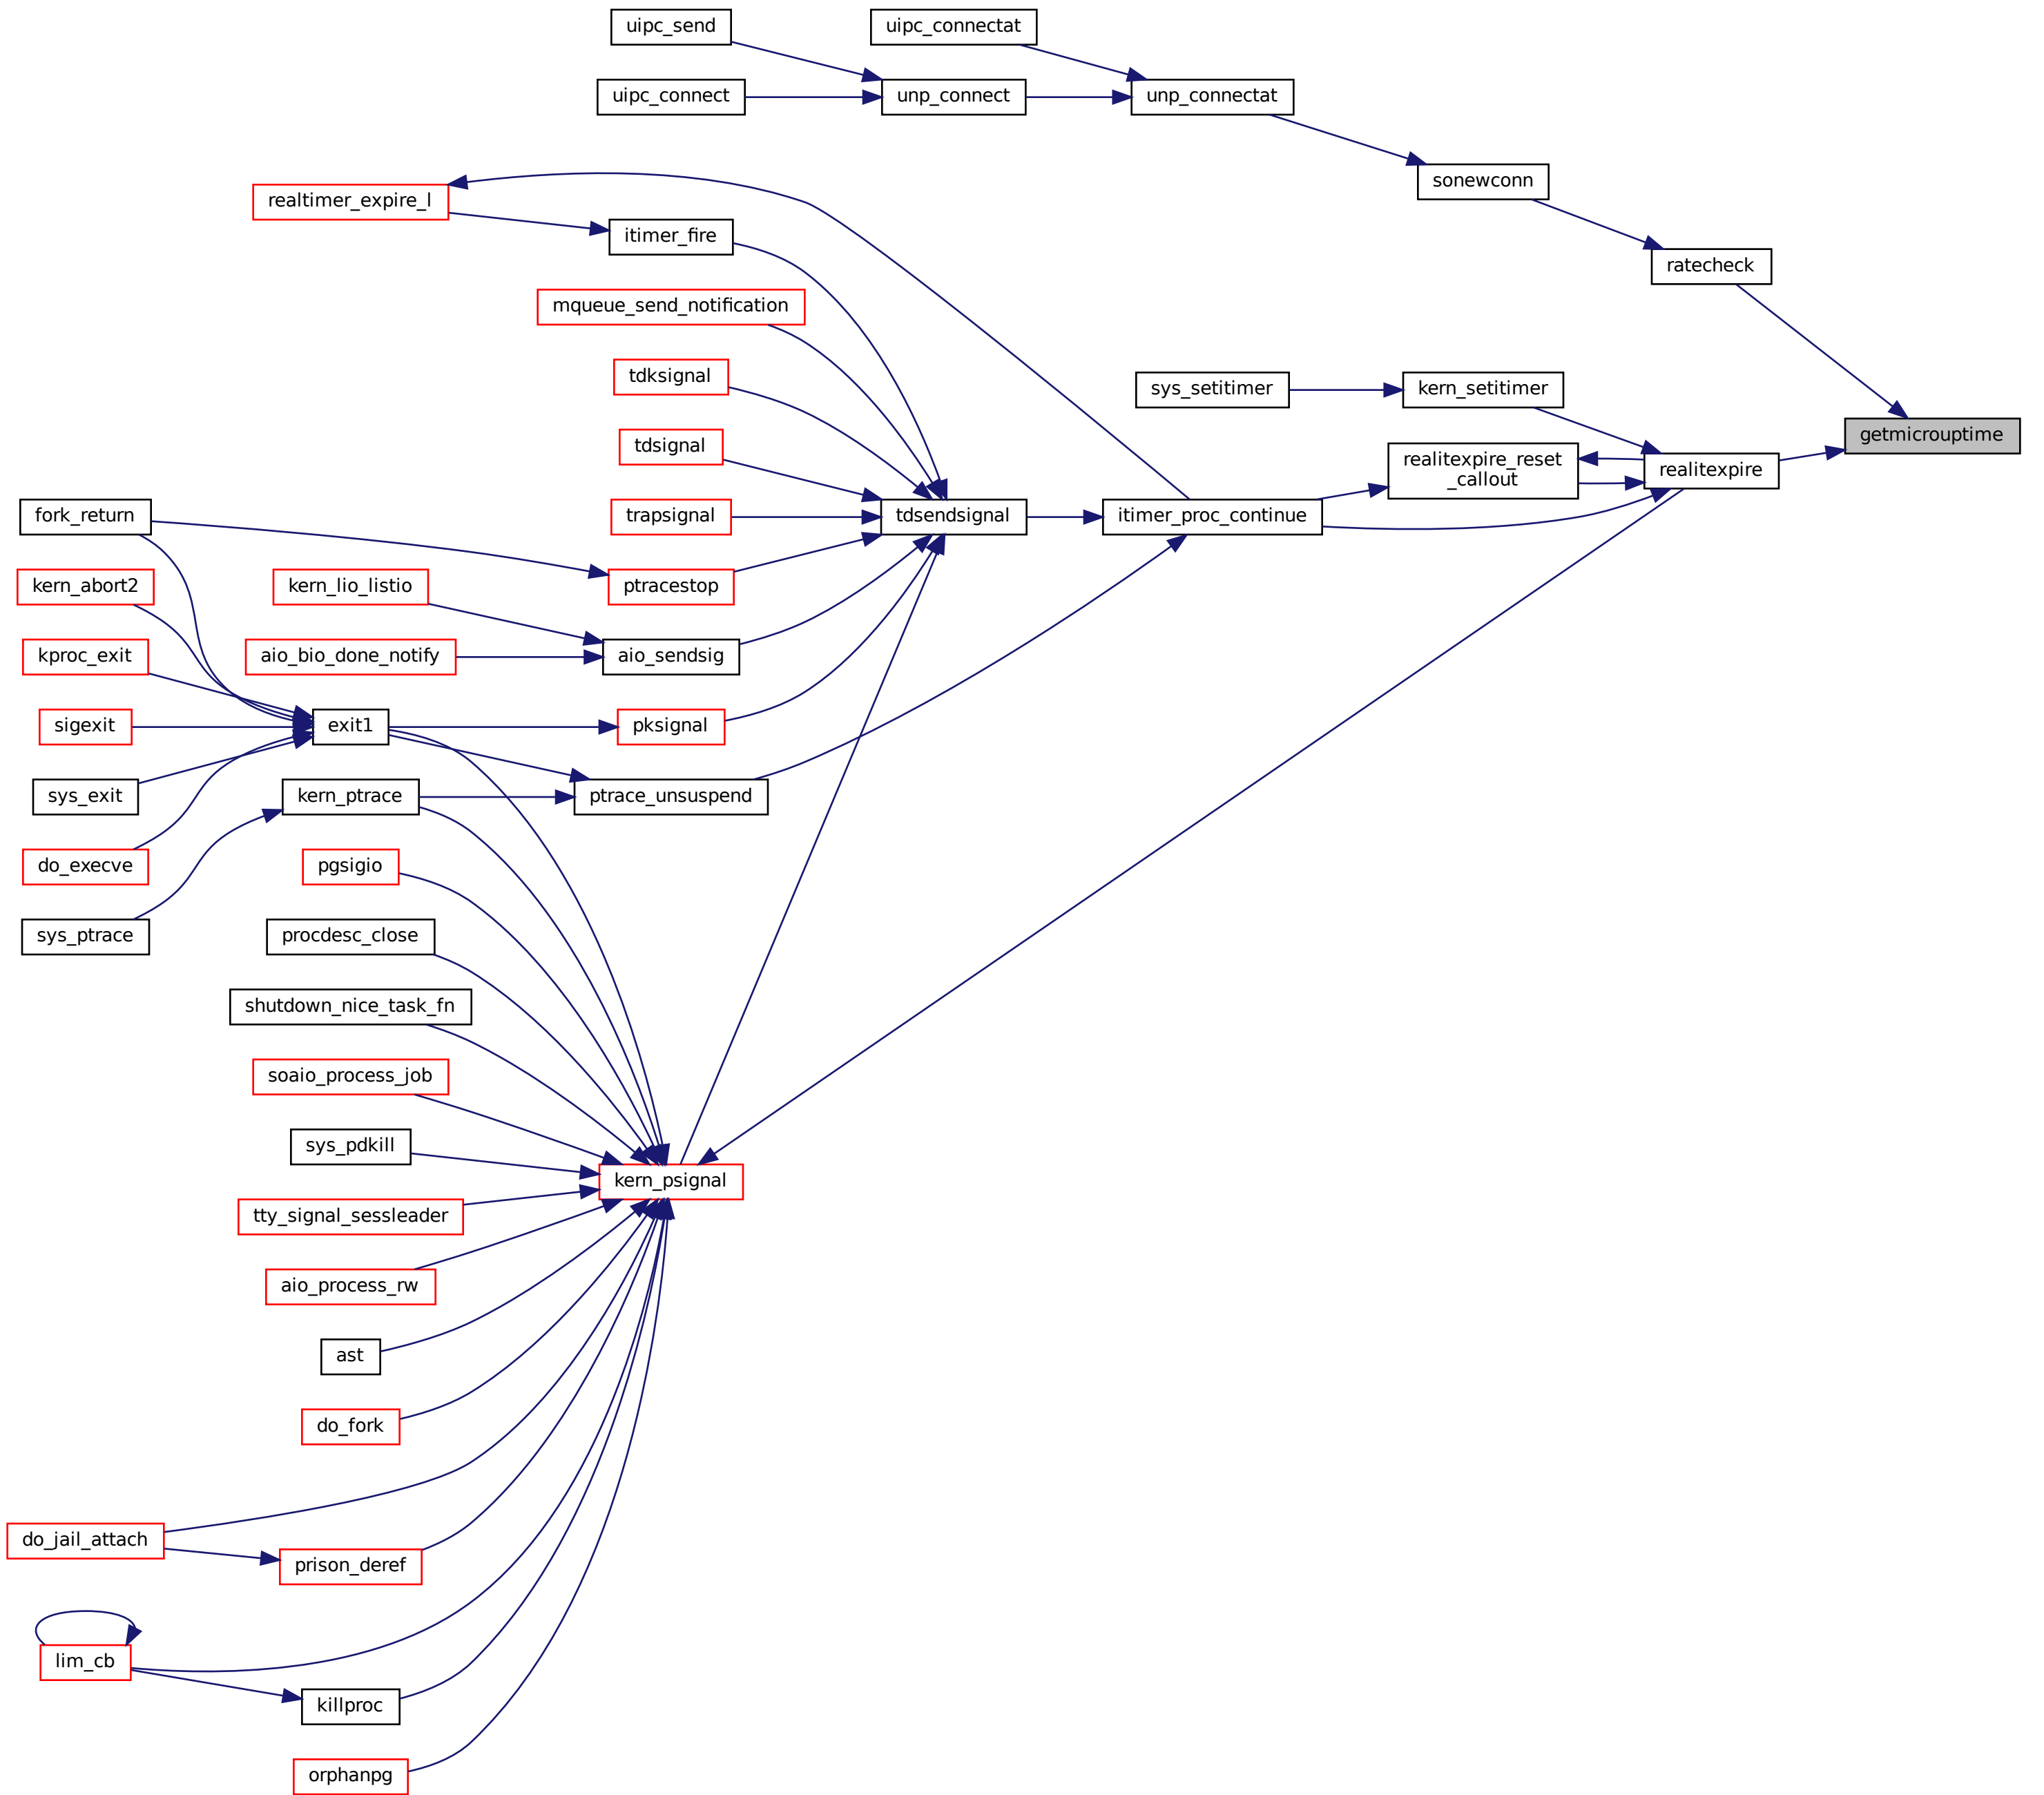 uipc_send
uipc_connectat
uipc_connect
unp_connect
unp_connectat
sonewconn
realtimer_expire_l
itimer_fire
ratecheck
mqueue_send_notification
tdksignal
sys_setitimer
kern_setitimer
getmicrouptime
tdsignal
realitexpire_reset
_callout
realitexpire
fork_return
trapsignal
tdsendsignal
itimer_proc_continue
kern_abort2
kern_lio_listio
ptracestop
kproc_exit
aio_bio_done_notify
aio_sendsig
sigexit
exit1
pksignal
sys_exit
kern_ptrace
ptrace_unsuspend
do_execve
pgsigio
sys_ptrace
procdesc_close
shutdown_nice_task_fn
soaio_process_job
sys_pdkill
kern_psignal
tty_signal_sessleader
aio_process_rw
ast
do_fork
do_jail_attach
prison_deref
lim_cb
killproc
orphanpg